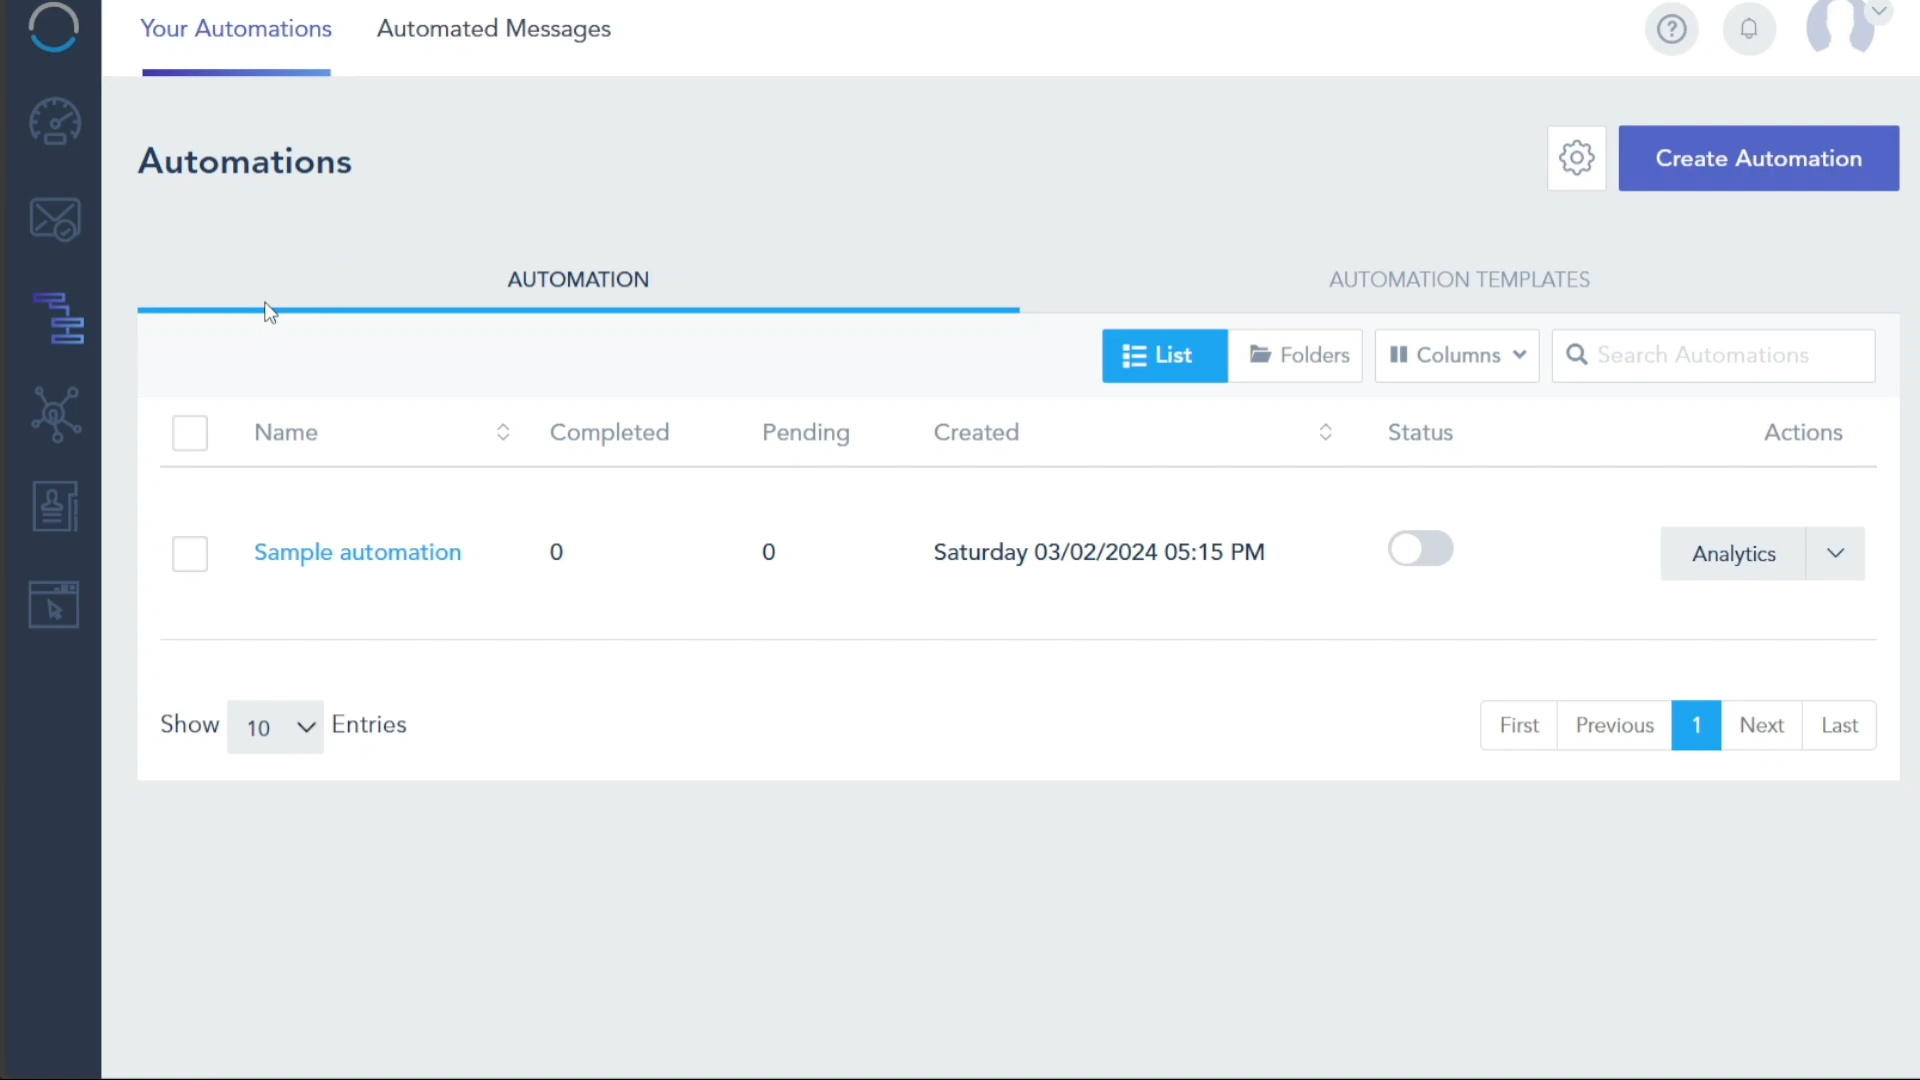 Your Automations Automated Messages
Automations
Create Automation
AUTOMATION AUTOMATION TEMPLATES
List Folders Columns Search Automations
Name Completed Pending Created Status Actions
Sample automation 0 0 Saturday 03/02/2024 05:15 PM Analytics
Show 10 Entries First Previous 1 Next Last